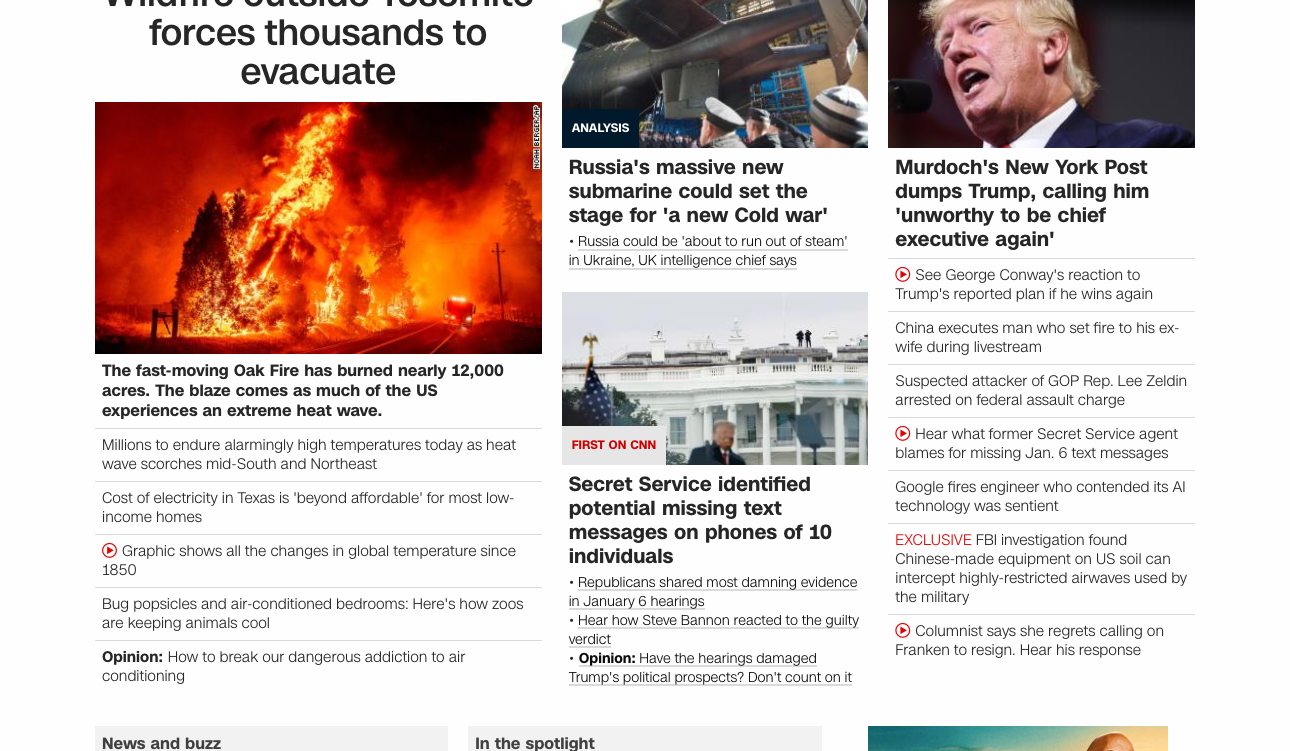 Wildfire outside Yosemite
forces thousands to
evacuate
NOAH BERGER/AP
The fast-moving Oak Fire has burned nearly 12,000
acres. The blaze comes as much of the US
experiences an extreme heat wave.
Millions to endure alarmingly high temperatures today as heat
wave scorches mid-South and Northeast
Cost of electricity in Texas is 'beyond affordable' for most low-
income homes
Graphic shows all the changes in global temperature since
1850
Bug popsicles and air-conditioned bedrooms: Here's how zoos
are keeping animals cool
Opinion: How to break our dangerous addiction to air
conditioning
ANALYSIS
Russia's massive new
submarine could set the
stage for 'a new Cold war'
• Russia could be 'about to run out of steam'
in Ukraine, UK intelligence chief says
FIRST ON CNN
Secret Service identified
potential missing text
messages on phones of 10
individuals
• Republicans shared most damning evidence
in January 6 hearings
• Hear how Steve Bannon reacted to the guilty
verdict
• Opinion: Have the hearings damaged
Trump's political prospects? Don't count on it
Murdoch's New York Post
dumps Trump, calling him
'unworthy to be chief
executive again'
See George Conway's reaction to
Trump's reported plan if he wins again
China executes man who set fire to his ex-
wife during livestream
Suspected attacker of GOP Rep. Lee Zeldin
arrested on federal assault charge
Hear what former Secret Service agent
blames for missing Jan. 6 text messages
Google fires engineer who contended its AI
technology was sentient
EXCLUSIVE FBI investigation found
Chinese-made equipment on US soil can
intercept highly-restricted airwaves used by
the military
Columnist says she regrets calling on
Franken to resign. Hear his response
News and buzz
In the spotlight